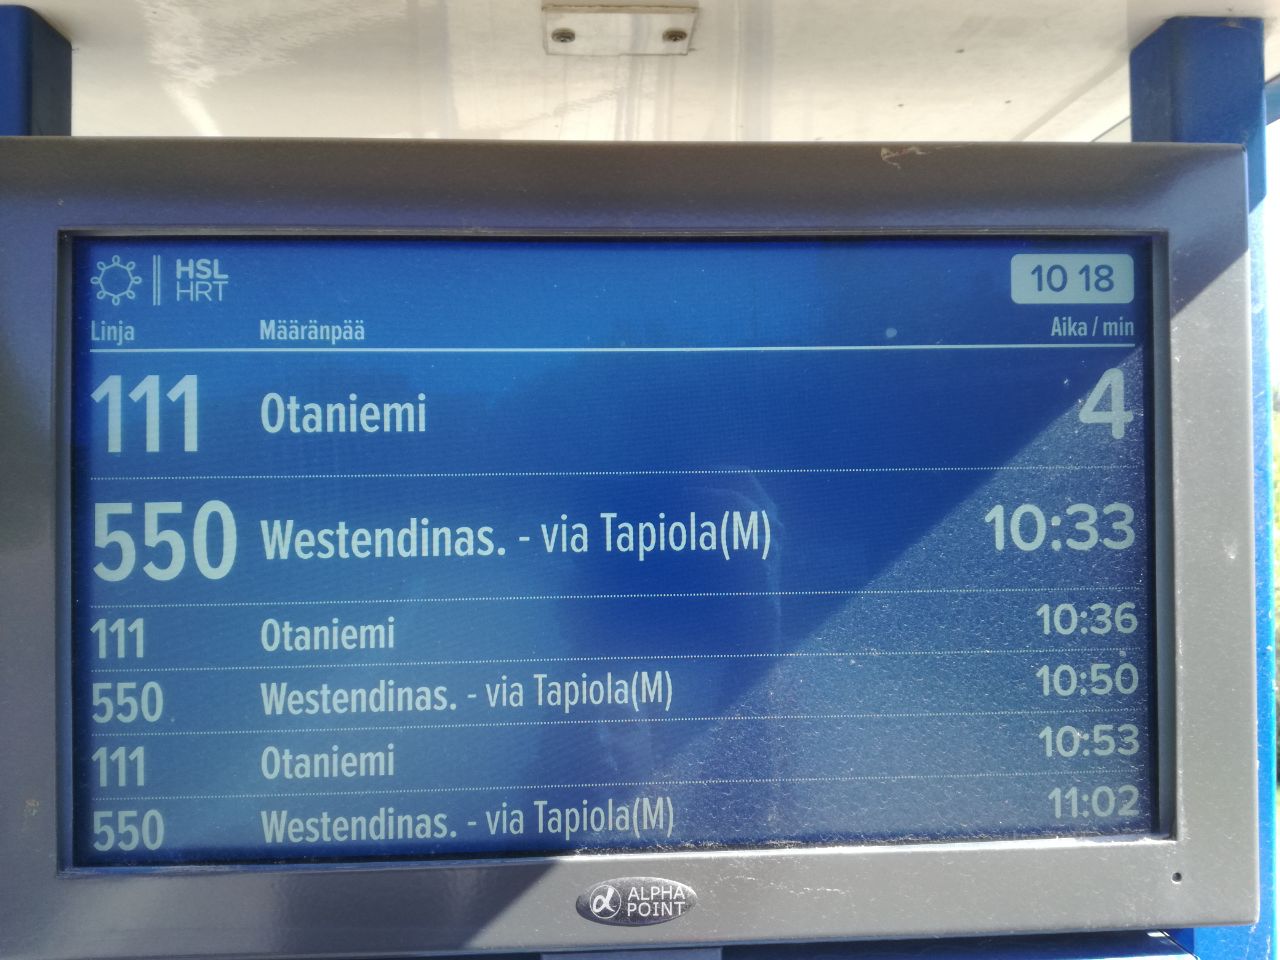 HSL
HRT
10 18
Linja Määränpää Aika / min
111 Otaniemi 4
550 Westendinas. - via Tapiola(M) 10:33
111 Otaniemi 10:36
550 Westendinas. - via Tapiola(M) 10:50
111 Otaniemi 10:53
550 Westendinas. - via Tapiola(M) 11:02
ALPHA
POINT